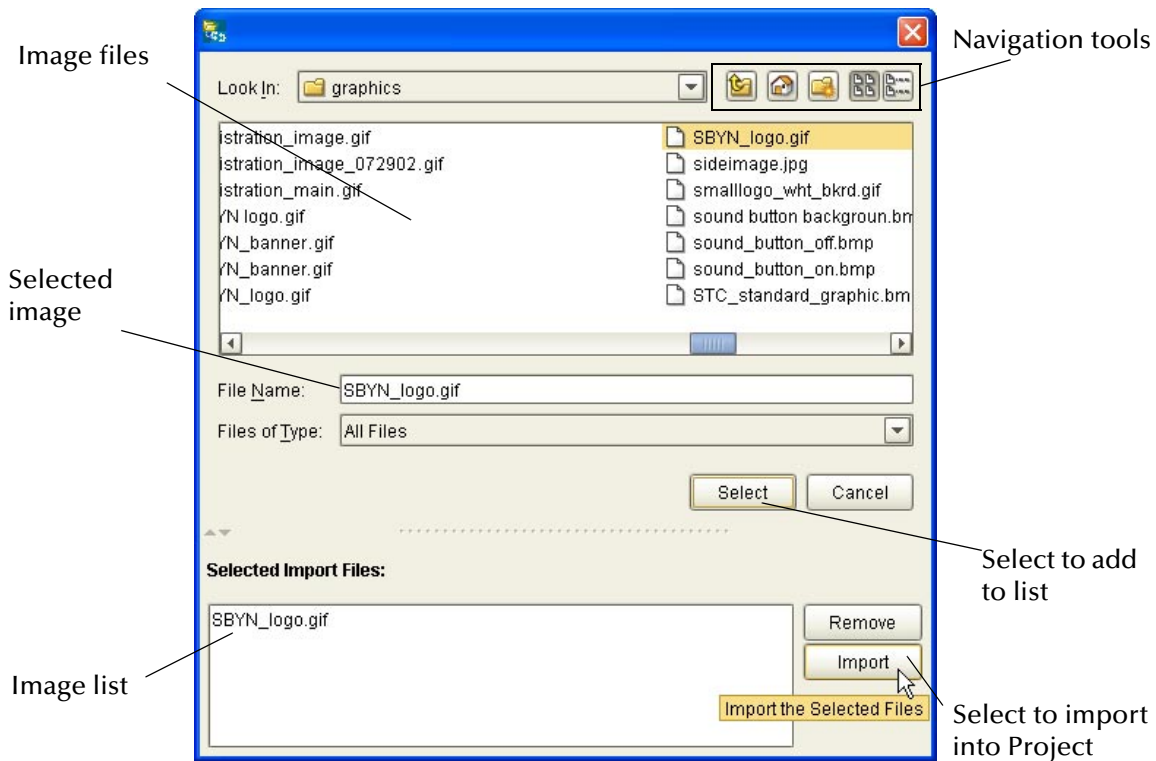 Image files
Navigation tools
Look In: graphics
istration_image.gif
istration_image_072902.gif
istration_main.gif
YN logo.gif
YN_banner.gif
YN_banner.gif
YN_logo.gif
SBYN_logo.gif
sideimage.jpg
smalllogo_wht_bkrd.gif
sound button backgroun.bm
sound_button_off.bmp
sound_button_on.bmp
STC_standard_graphic.bm
Selected
image
File Name: SBYN_logo.gif
Files of Type: All Files
Select Cancel
Select to add
to list
Selected Import Files:
SBYN_logo.gif
Remove
Import
Import the Selected Files
Image list
Select to import
into Project